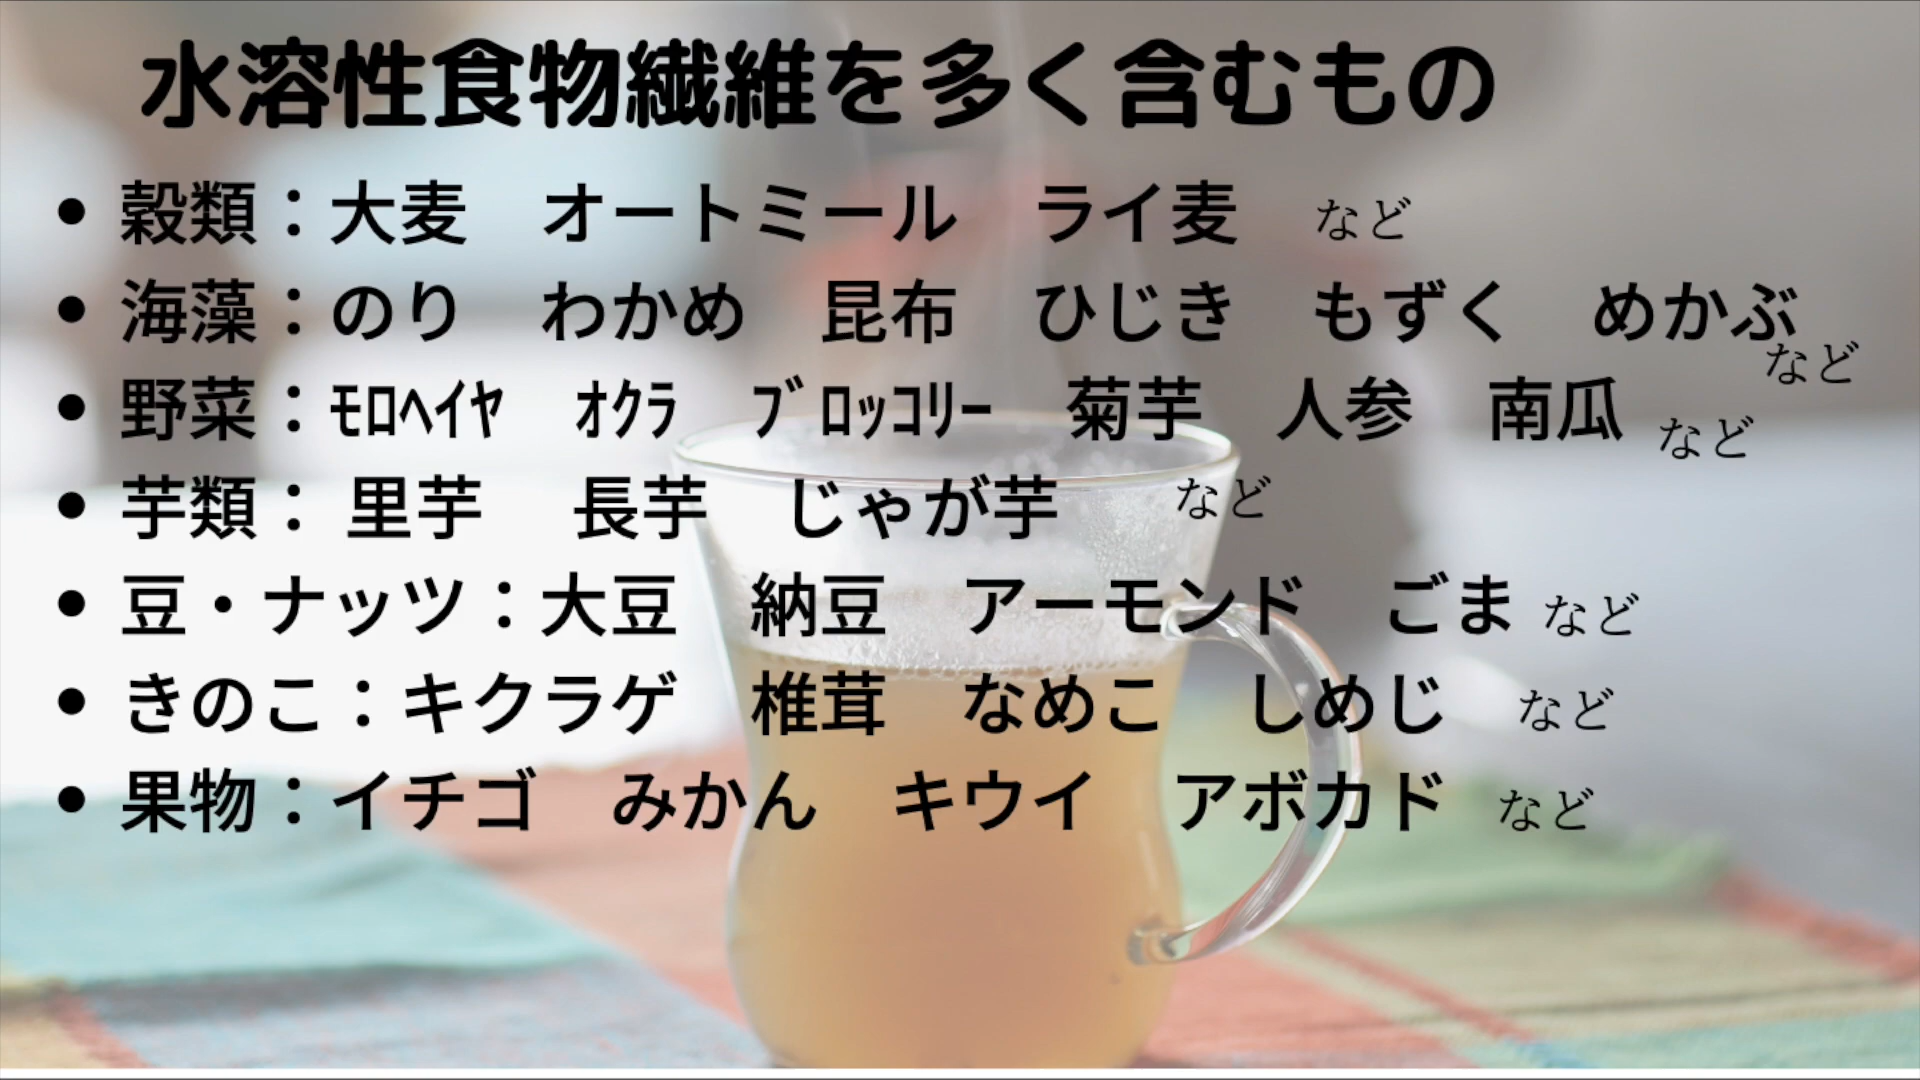 水溶性食物繊維を多く含むもの
• 穀類：大麦　オートミール　ライ麦　など
• 海藻：のり　わかめ　昆布　ひじき　もずく　めかぶ　など
• 野菜：ﾓﾛﾍｲﾔ　ｵｸﾗ　ﾌﾞﾛｯｺﾘｰ　菊芋　人参　南瓜　など
• 芋類： 里芋　長芋　じゃが芋　など
• 豆・ナッツ：大豆　納豆　アーモンド　ごま　など
• きのこ：キクラゲ　椎茸　なめこ　しめじ　など
• 果物：イチゴ　みかん　キウイ　アボカド　など